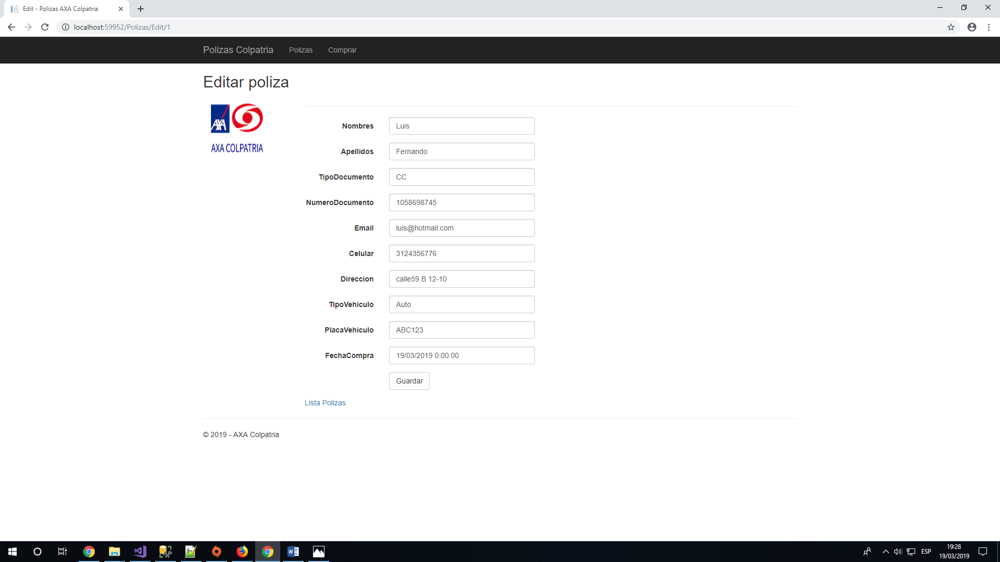 Edit - Polizas AXA Colpatria
localhost:59952/Polizas/Edit/1
Polizas Colpatria Polizas Comprar
Editar poliza
AXA
AXA COLPATRIA
Nombres Luis
Apellidos Fernando
TipoDocumento CC
NumeroDocumento 1058698745
Email luis@hotmail.com
Celular 3124356776
Direccion calle59 B 12-10
TipoVehiculo Auto
PlacaVehiculo ABC123
FechaCompra 19/03/2019 0:00:00
Guardar
Lista Polizas
© 2019 - AXA Colpatria
ESP
19:28
19/03/2019